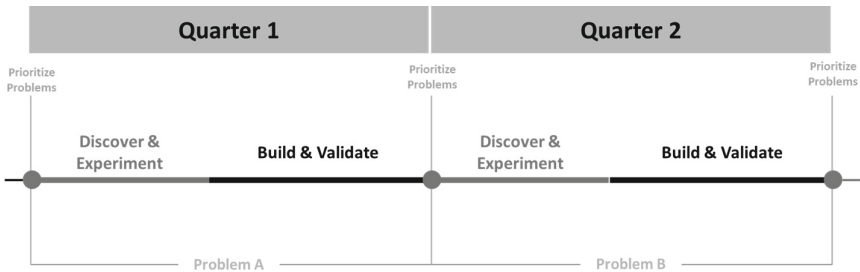 Quarter 1
Quarter 2
Prioritize
Problems
Prioritize
Problems
Prioritize
Problems
Discover &
Experiment
Build & Validate
Discover &
Experiment
Build & Validate
Problem A
Problem B